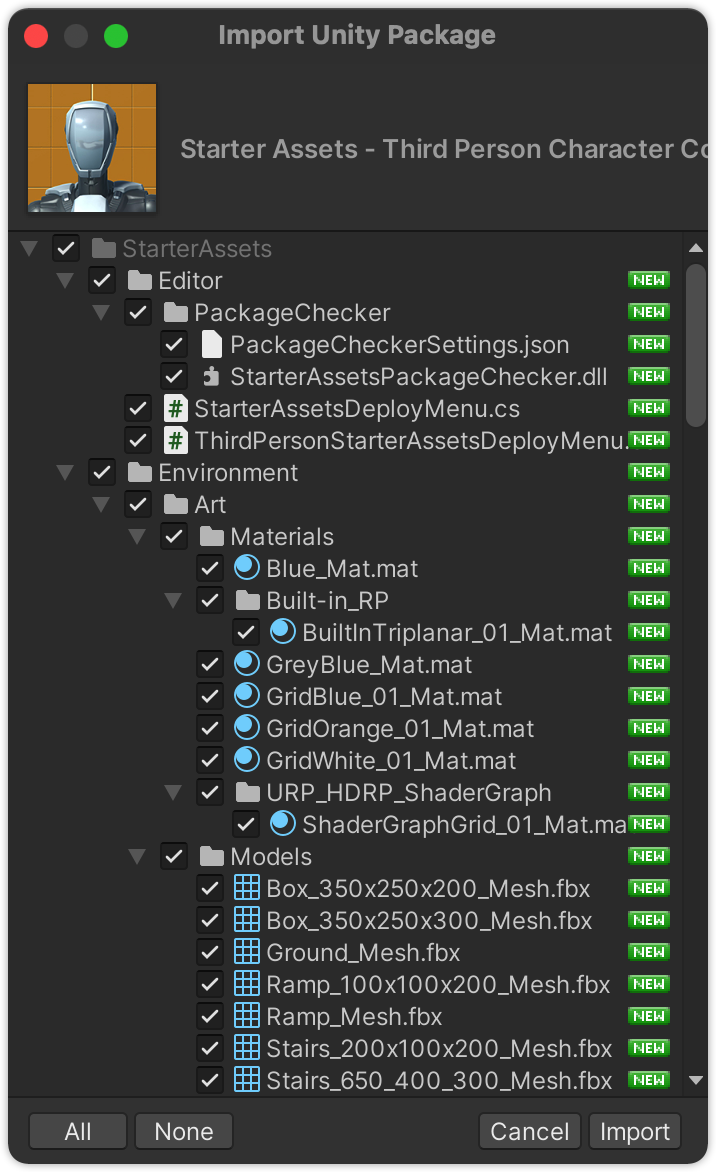 Import Unity Package
Starter Assets - Third Person Character Co
StarterAssets
Editor NEW
PackageChecker NEW
PackageCheckerSettings.json NEW
StarterAssetsPackageChecker.dll NEW
# StarterAssetsDeployMenu.cs NEW
# ThirdPersonStarterAssetsDeployMenu. NEW
Environment NEW
Art NEW
Materials NEW
Blue_Mat.mat NEW
Built-in_RP NEW
BuiltInTriplanar_01_Mat.mat NEW
GreyBlue_Mat.mat NEW
GridBlue_01_Mat.mat NEW
GridOrange_01_Mat.mat NEW
GridWhite_01_Mat.mat NEW
URP_HDRP_ShaderGraph NEW
ShaderGraphGrid_01_Mat.ma NEW
Models NEW
Box_350x250x200_Mesh.fbx NEW
Box_350x250x300_Mesh.fbx NEW
Ground_Mesh.fbx NEW
Ramp_100x100x200_Mesh.fbx NEW
Ramp_Mesh.fbx NEW
Stairs_200x100x200_Mesh.fbx NEW
Stairs_650_400_300_Mesh.fbx NEW
All None Cancel Import